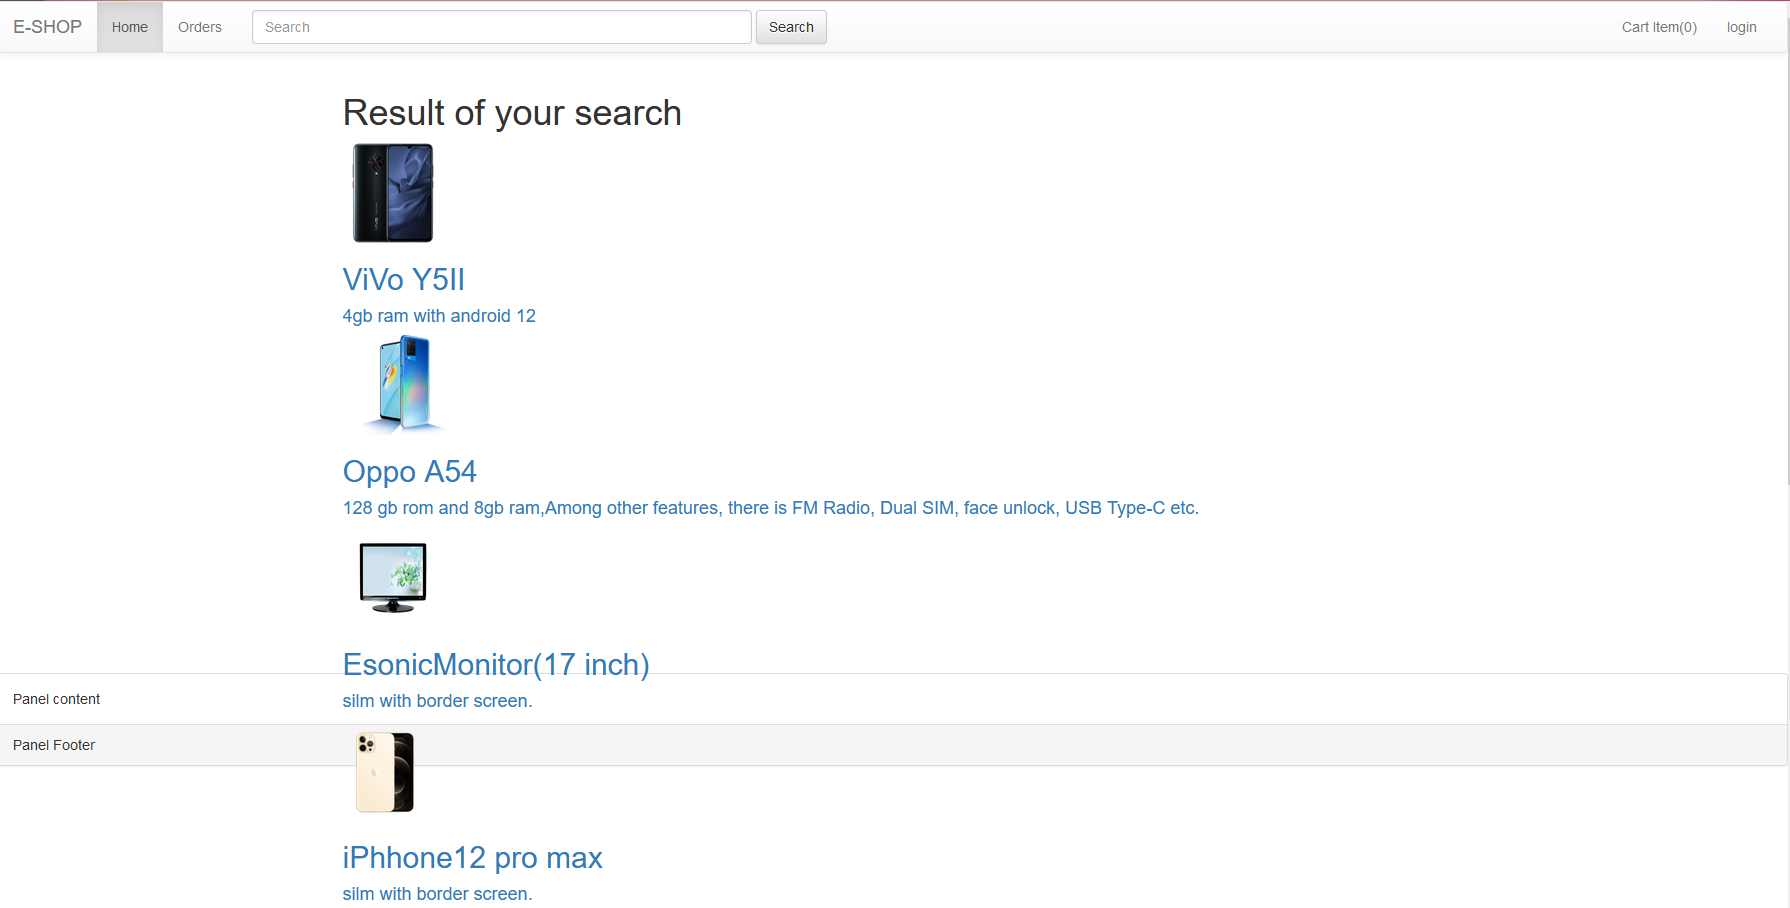 E-SHOP Home Orders Search Search Cart Item(0) login
Result of your search
ViVo Y5II
4gb ram with android 12
Oppo A54
128 gb rom and 8gb ram,Among other features, there is FM Radio, Dual SIM, face unlock, USB Type-C etc.
EsonicMonitor(17 inch)
Panel content
silm with border screen.
Panel Footer
iPhhone12 pro max
silm with border screen.